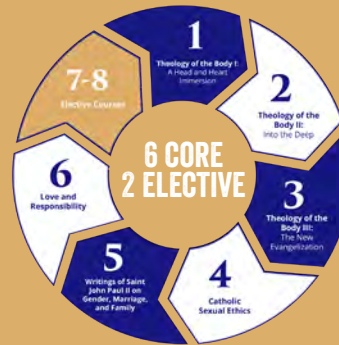 1
Theology of the Body I:
A Head and Heart
Immersion
2
Theology of the
Body II:
Into the Deep
3
Theology of the
Body III:
The New
Evangelization
4
Catholic
Sexual Ethics
5
Writings of Saint
John Paul II on
Gender, Marriage,
and Family
6
Love and
Responsibility
7-8
Elective Courses
6 CORE
2 ELECTIVE